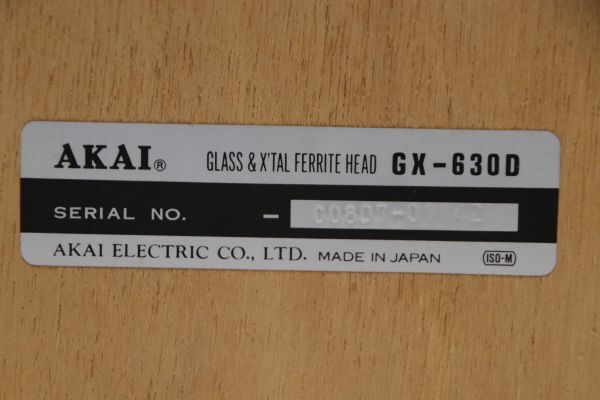 AKAI® GLASS & X'TAL FERRITE HEAD GX-630D
SERIAL NO. –
AKAI ELECTRIC CO., LTD. MADE IN JAPAN ISO-M